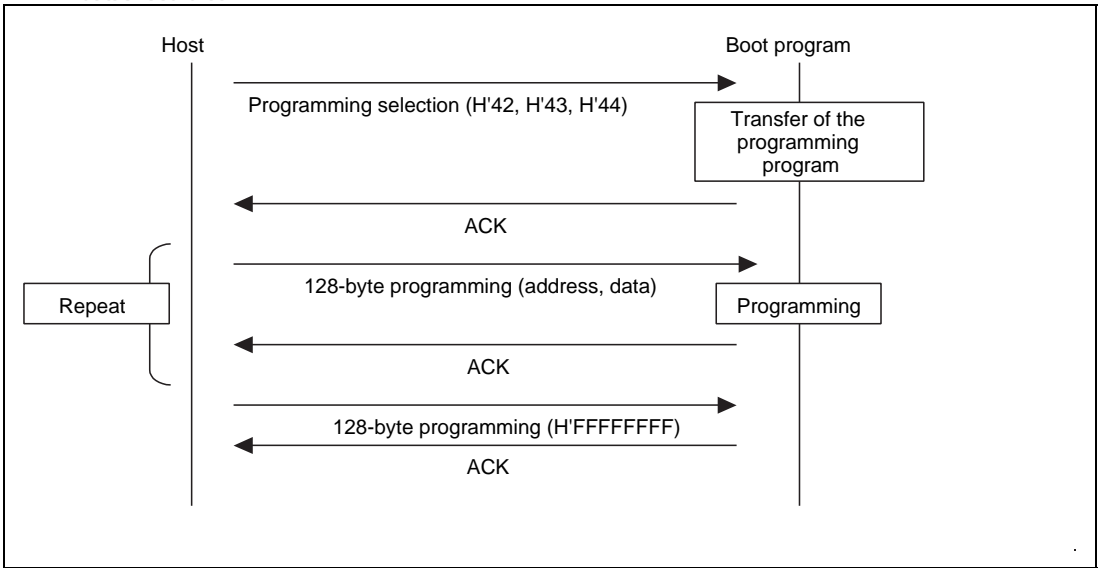 Host
Boot program
Programming selection (H'42, H'43, H'44)
Transfer of the
programming
program
ACK
128-byte programming (address, data)
Repeat
Programming
ACK
128-byte programming (H'FFFFFFFF)
ACK
.